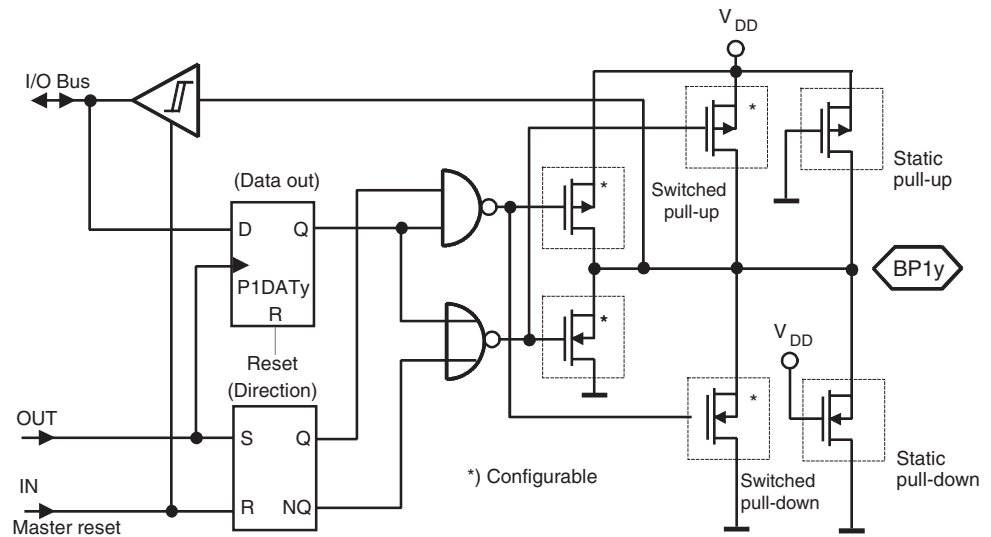 V DD
I/O Bus
*
*
Static
pull-up
(Data out)
*
Switched
pull-up
D
Q
P1DATy
R
BP1y
*
V DD
Reset
(Direction)
OUT
S
Q
*
*) Configurable
Static
pull-down
IN
R
NQ
Switched
pull-down
Master reset